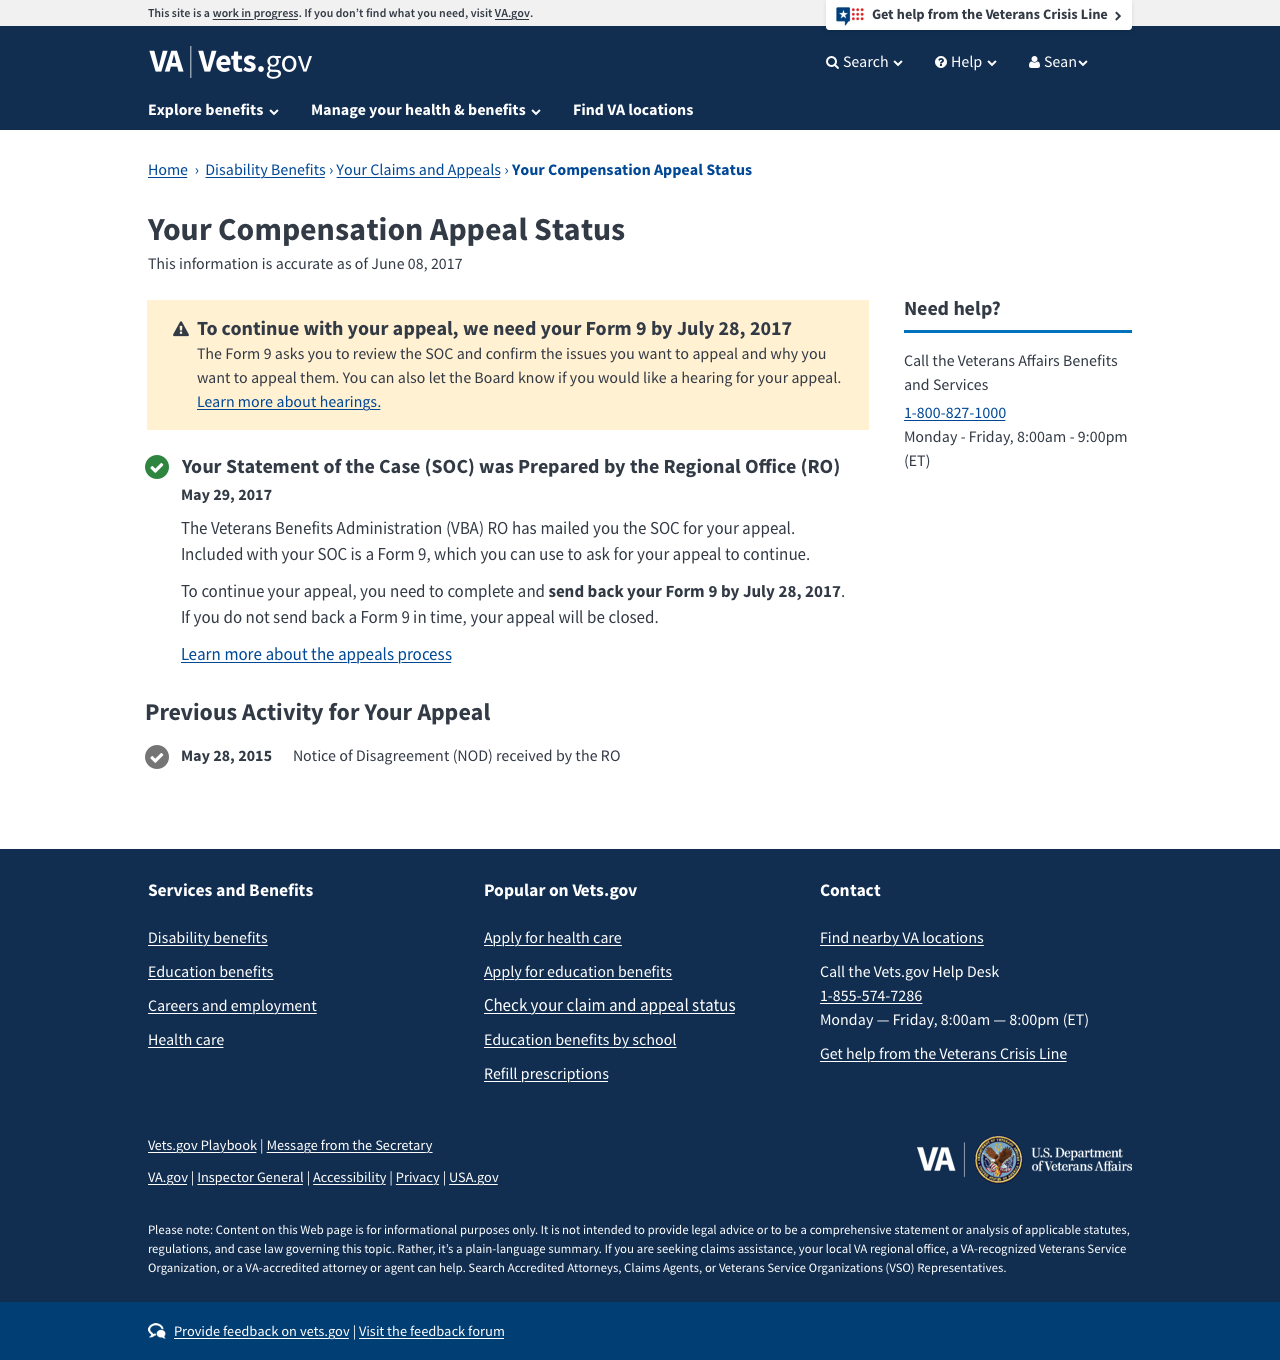 This site is a work in progress. If you don’t find what you need, visit VA.gov.
Get help from the Veterans Crisis Line
VA | Vets.gov
Search
Help
Sean
Explore benefits
Manage your health & benefits
Find VA locations
Home › Disability Benefits › Your Claims and Appeals › Your Compensation Appeal Status
Your Compensation Appeal Status
This information is accurate as of June 08, 2017
To continue with your appeal, we need your Form 9 by July 28, 2017
The Form 9 asks you to review the SOC and confirm the issues you want to appeal and why you
want to appeal them. You can also let the Board know if you would like a hearing for your appeal.
Learn more about hearings.
Need help?
Call the Veterans Affairs Benefits
and Services
1-800-827-1000
Monday - Friday, 8:00am - 9:00pm
(ET)
Your Statement of the Case (SOC) was Prepared by the Regional Office (RO)
May 29, 2017
The Veterans Benefits Administration (VBA) RO has mailed you the SOC for your appeal.
Included with your SOC is a Form 9, which you can use to ask for your appeal to continue.
To continue your appeal, you need to complete and send back your Form 9 by July 28, 2017.
If you do not send back a Form 9 in time, your appeal will be closed.
Learn more about the appeals process
Previous Activity for Your Appeal
May 28, 2015 Notice of Disagreement (NOD) received by the RO
Services and Benefits
Disability benefits
Education benefits
Careers and employment
Health care
Popular on Vets.gov
Apply for health care
Apply for education benefits
Check your claim and appeal status
Education benefits by school
Refill prescriptions
Contact
Find nearby VA locations
Call the Vets.gov Help Desk
1-855-574-7286
Monday — Friday, 8:00am — 8:00pm (ET)
Get help from the Veterans Crisis Line
Vets.gov Playbook | Message from the Secretary
VA.gov | Inspector General | Accessibility | Privacy | USA.gov
VA
U.S. Department
of Veterans Affairs
Please note: Content on this Web page is for informational purposes only. It is not intended to provide legal advice or to be a comprehensive statement or analysis of applicable statutes,
regulations, and case law governing this topic. Rather, it’s a plain-language summary. If you are seeking claims assistance, your local VA regional office, a VA-recognized Veterans Service
Organization, or a VA-accredited attorney or agent can help. Search Accredited Attorneys, Claims Agents, or Veterans Service Organizations (VSO) Representatives.
Provide feedback on vets.gov | Visit the feedback forum